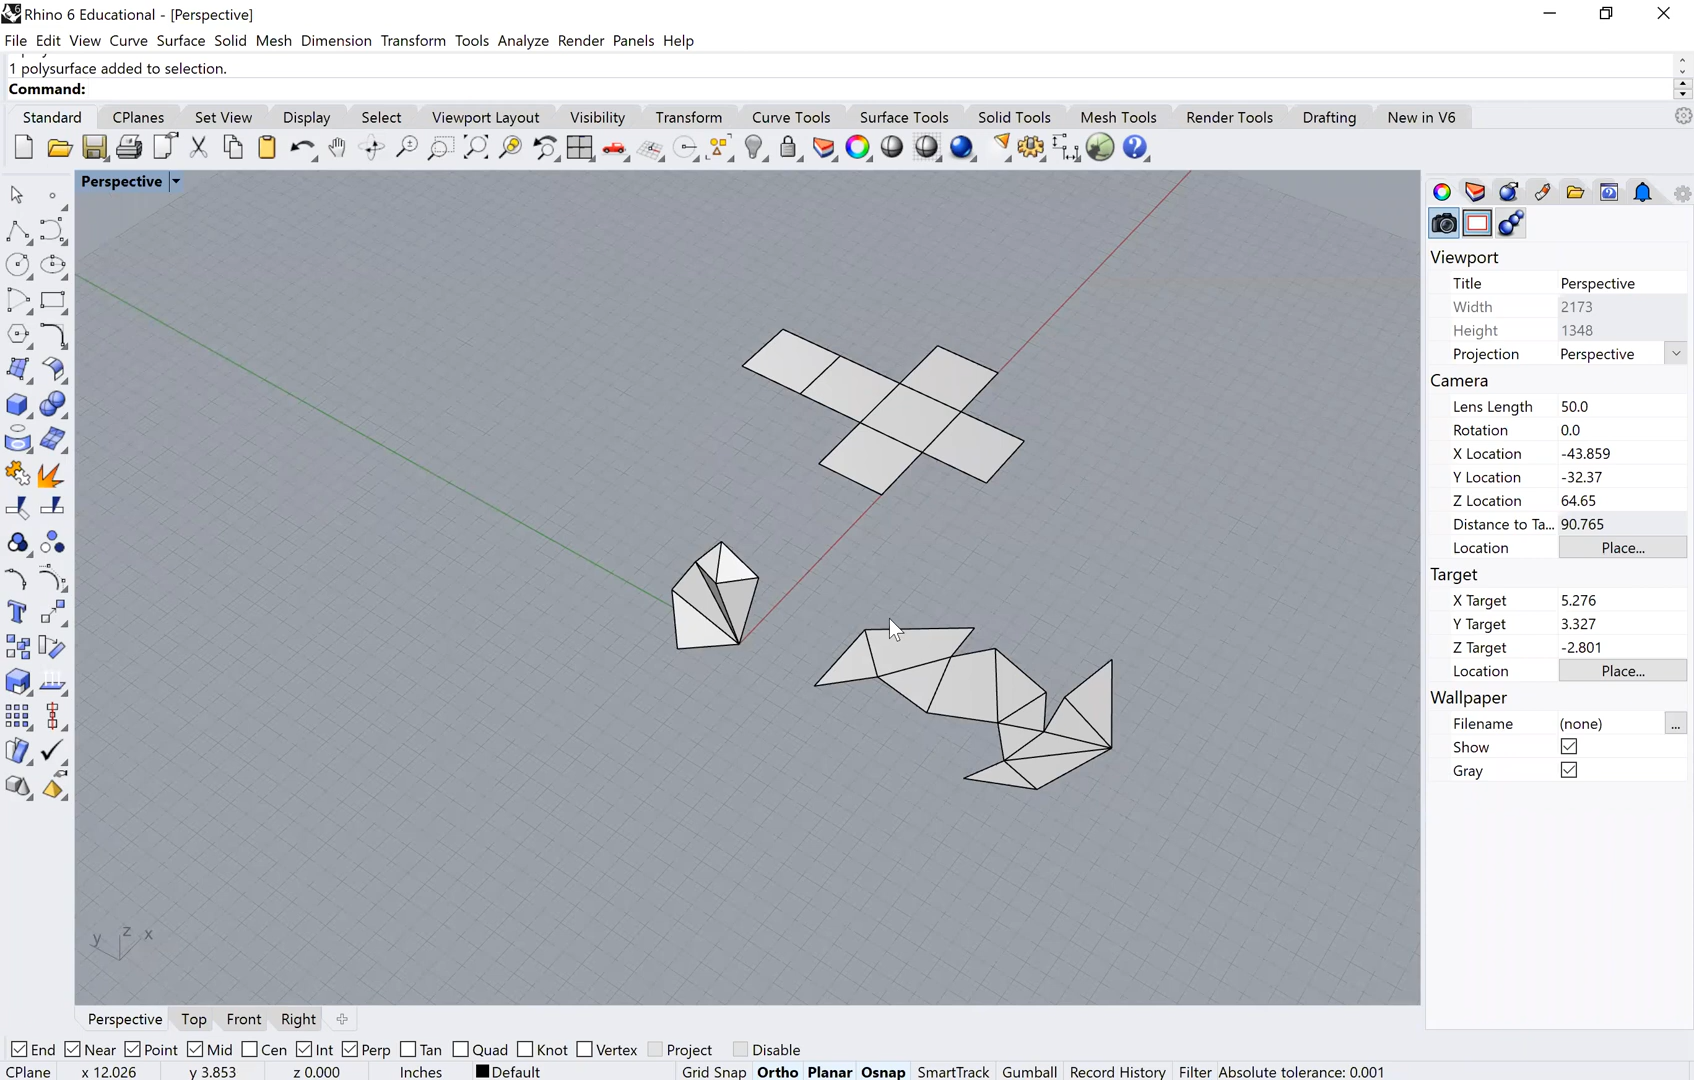 Rhino 6 Educational - [Perspective]
File Edit View Curve Surface Solid Mesh Dimension Transform Tools Analyze Render Panels Help
1 polysurface added to selection.
Command:
Standard CPlanes Set View Display Select Viewport Layout Visibility Transform Curve Tools Surface Tools Solid Tools Mesh Tools Render Tools Drafting New in V6
Perspective
Viewport
Title Perspective
Width 2173
Height 1348
Projection Perspective
Camera
Lens Length 50.0
Rotation 0.0
X Location -43.859
Y Location -32.37
Z Location 64.65
Distance to Ta... 90.765
Location Place...
Target
X Target 5.276
Y Target 3.327
Z Target -2.801
Location Place...
Wallpaper
Filename (none) ...
Show
Gray
y z x
Perspective Top Front Right
End Near Point Mid Cen Int Perp Tan Quad Knot Vertex Project Disable
CPlane x 12.026 y 3.853 z 0.000 Inches Default Grid Snap Ortho Planar Osnap SmartTrack Gumball Record History Filter Absolute tolerance: 0.001